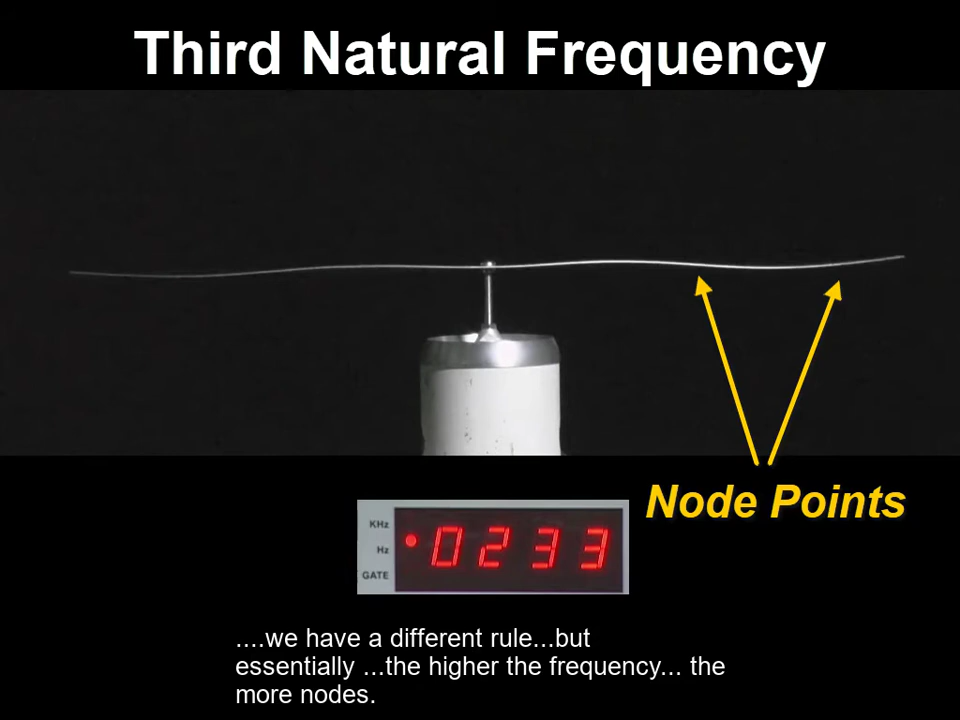 Third Natural Frequency
Node Points
KHz
Hz
GATE
0233
....we have a different rule...but
essentially ...the higher the frequency... the
more nodes.